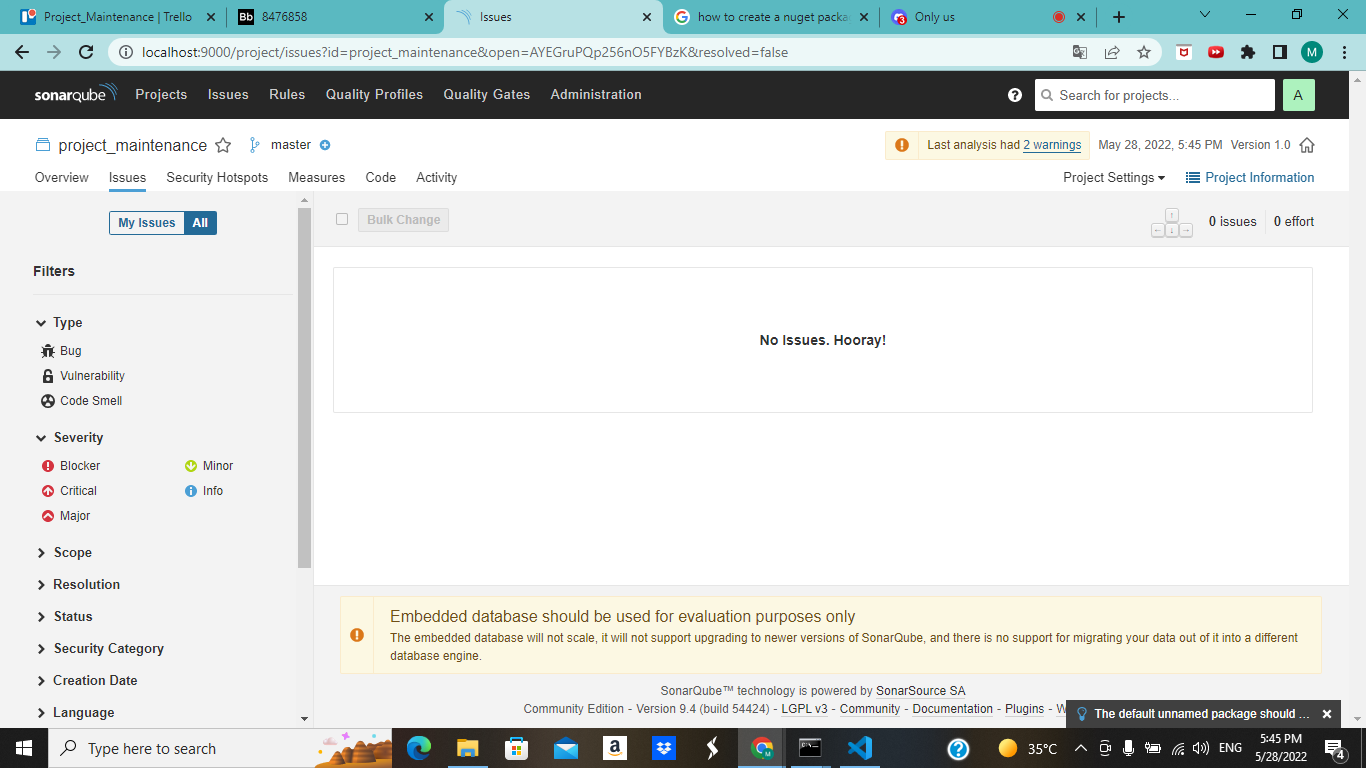 Project_Maintenance | Trello
Bb 8476858
Issues
how to create a nuget packa
Only us
localhost:9000/project/issues?id=project_maintenance&open=AYEGruPQp256nO5FYBzK&resolved=false
M
sonarqube Projects Issues Rules Quality Profiles Quality Gates Administration
Search for projects...
A
project_maintenance master
Last analysis had 2 warnings May 28, 2022, 5:45 PM Version 1.0
Overview Issues Security Hotspots Measures Code Activity
Project Settings Project Information
My Issues All
Bulk Change
0 issues 0 effort
Filters
Type
Bug
Vulnerability
Code Smell
Severity
Blocker Minor
Critical Info
Major
Scope
Resolution
Status
Security Category
Creation Date
Language
No Issues. Hooray!
Embedded database should be used for evaluation purposes only
The embedded database will not scale, it will not support upgrading to newer versions of SonarQube, and there is no support for migrating your data out of it into a different
database engine.
SonarQube™ technology is powered by SonarSource SA
Community Edition - Version 9.4 (build 54424) - LGPL v3 - Community - Documentation - Plugins - W
The default unnamed package should ...
Type here to search
35°C
ENG
5:45 PM
5/28/2022
4